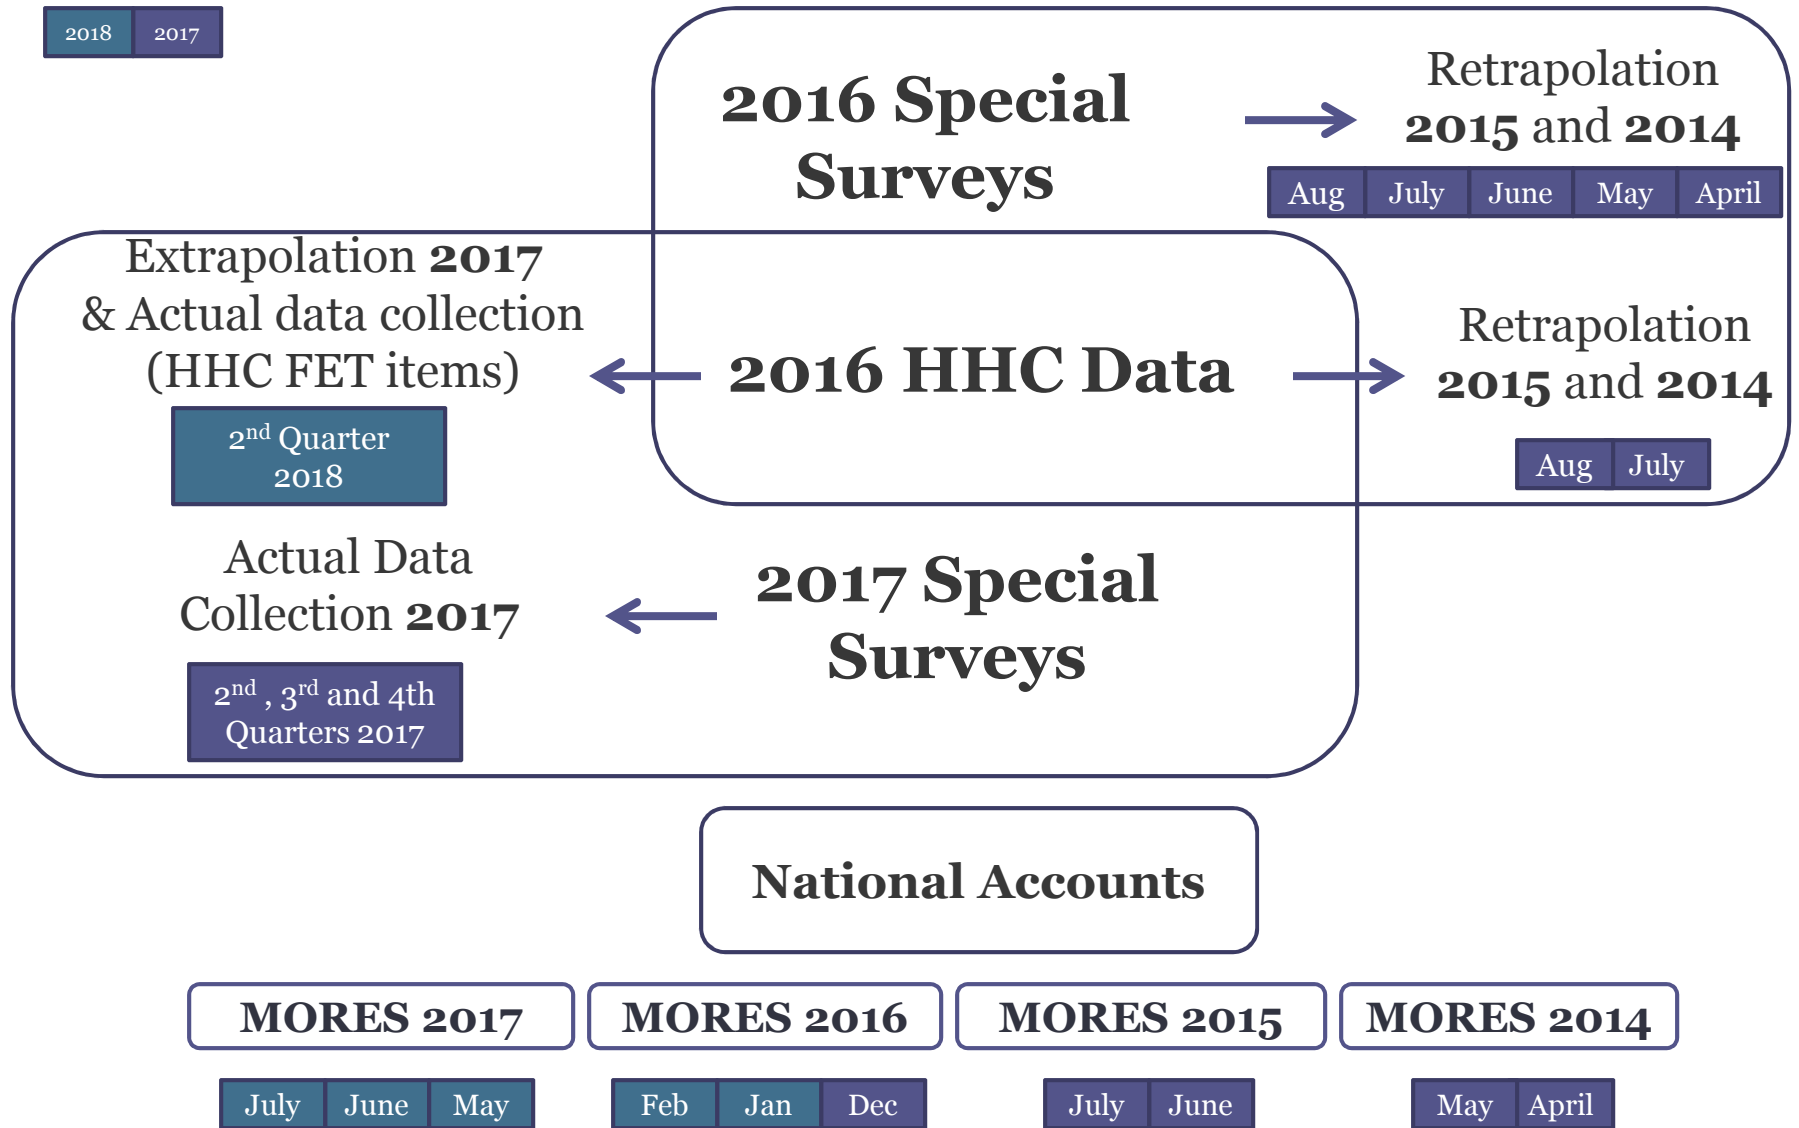 2018 2017
2016 Special
Surveys
Retrapolation
2015 and 2014
Aug July June May April
Extrapolation 2017
& Actual data collection
(HHC FET items)
2nd Quarter
2018
2016 HHC Data
Retrapolation
2015 and 2014
Aug July
Actual Data
Collection 2017
2nd , 3rd and 4th
Quarters 2017
2017 Special
Surveys
National Accounts
MORES 2017 MORES 2016 MORES 2015 MORES 2014
July June May Feb Jan Dec July June May April